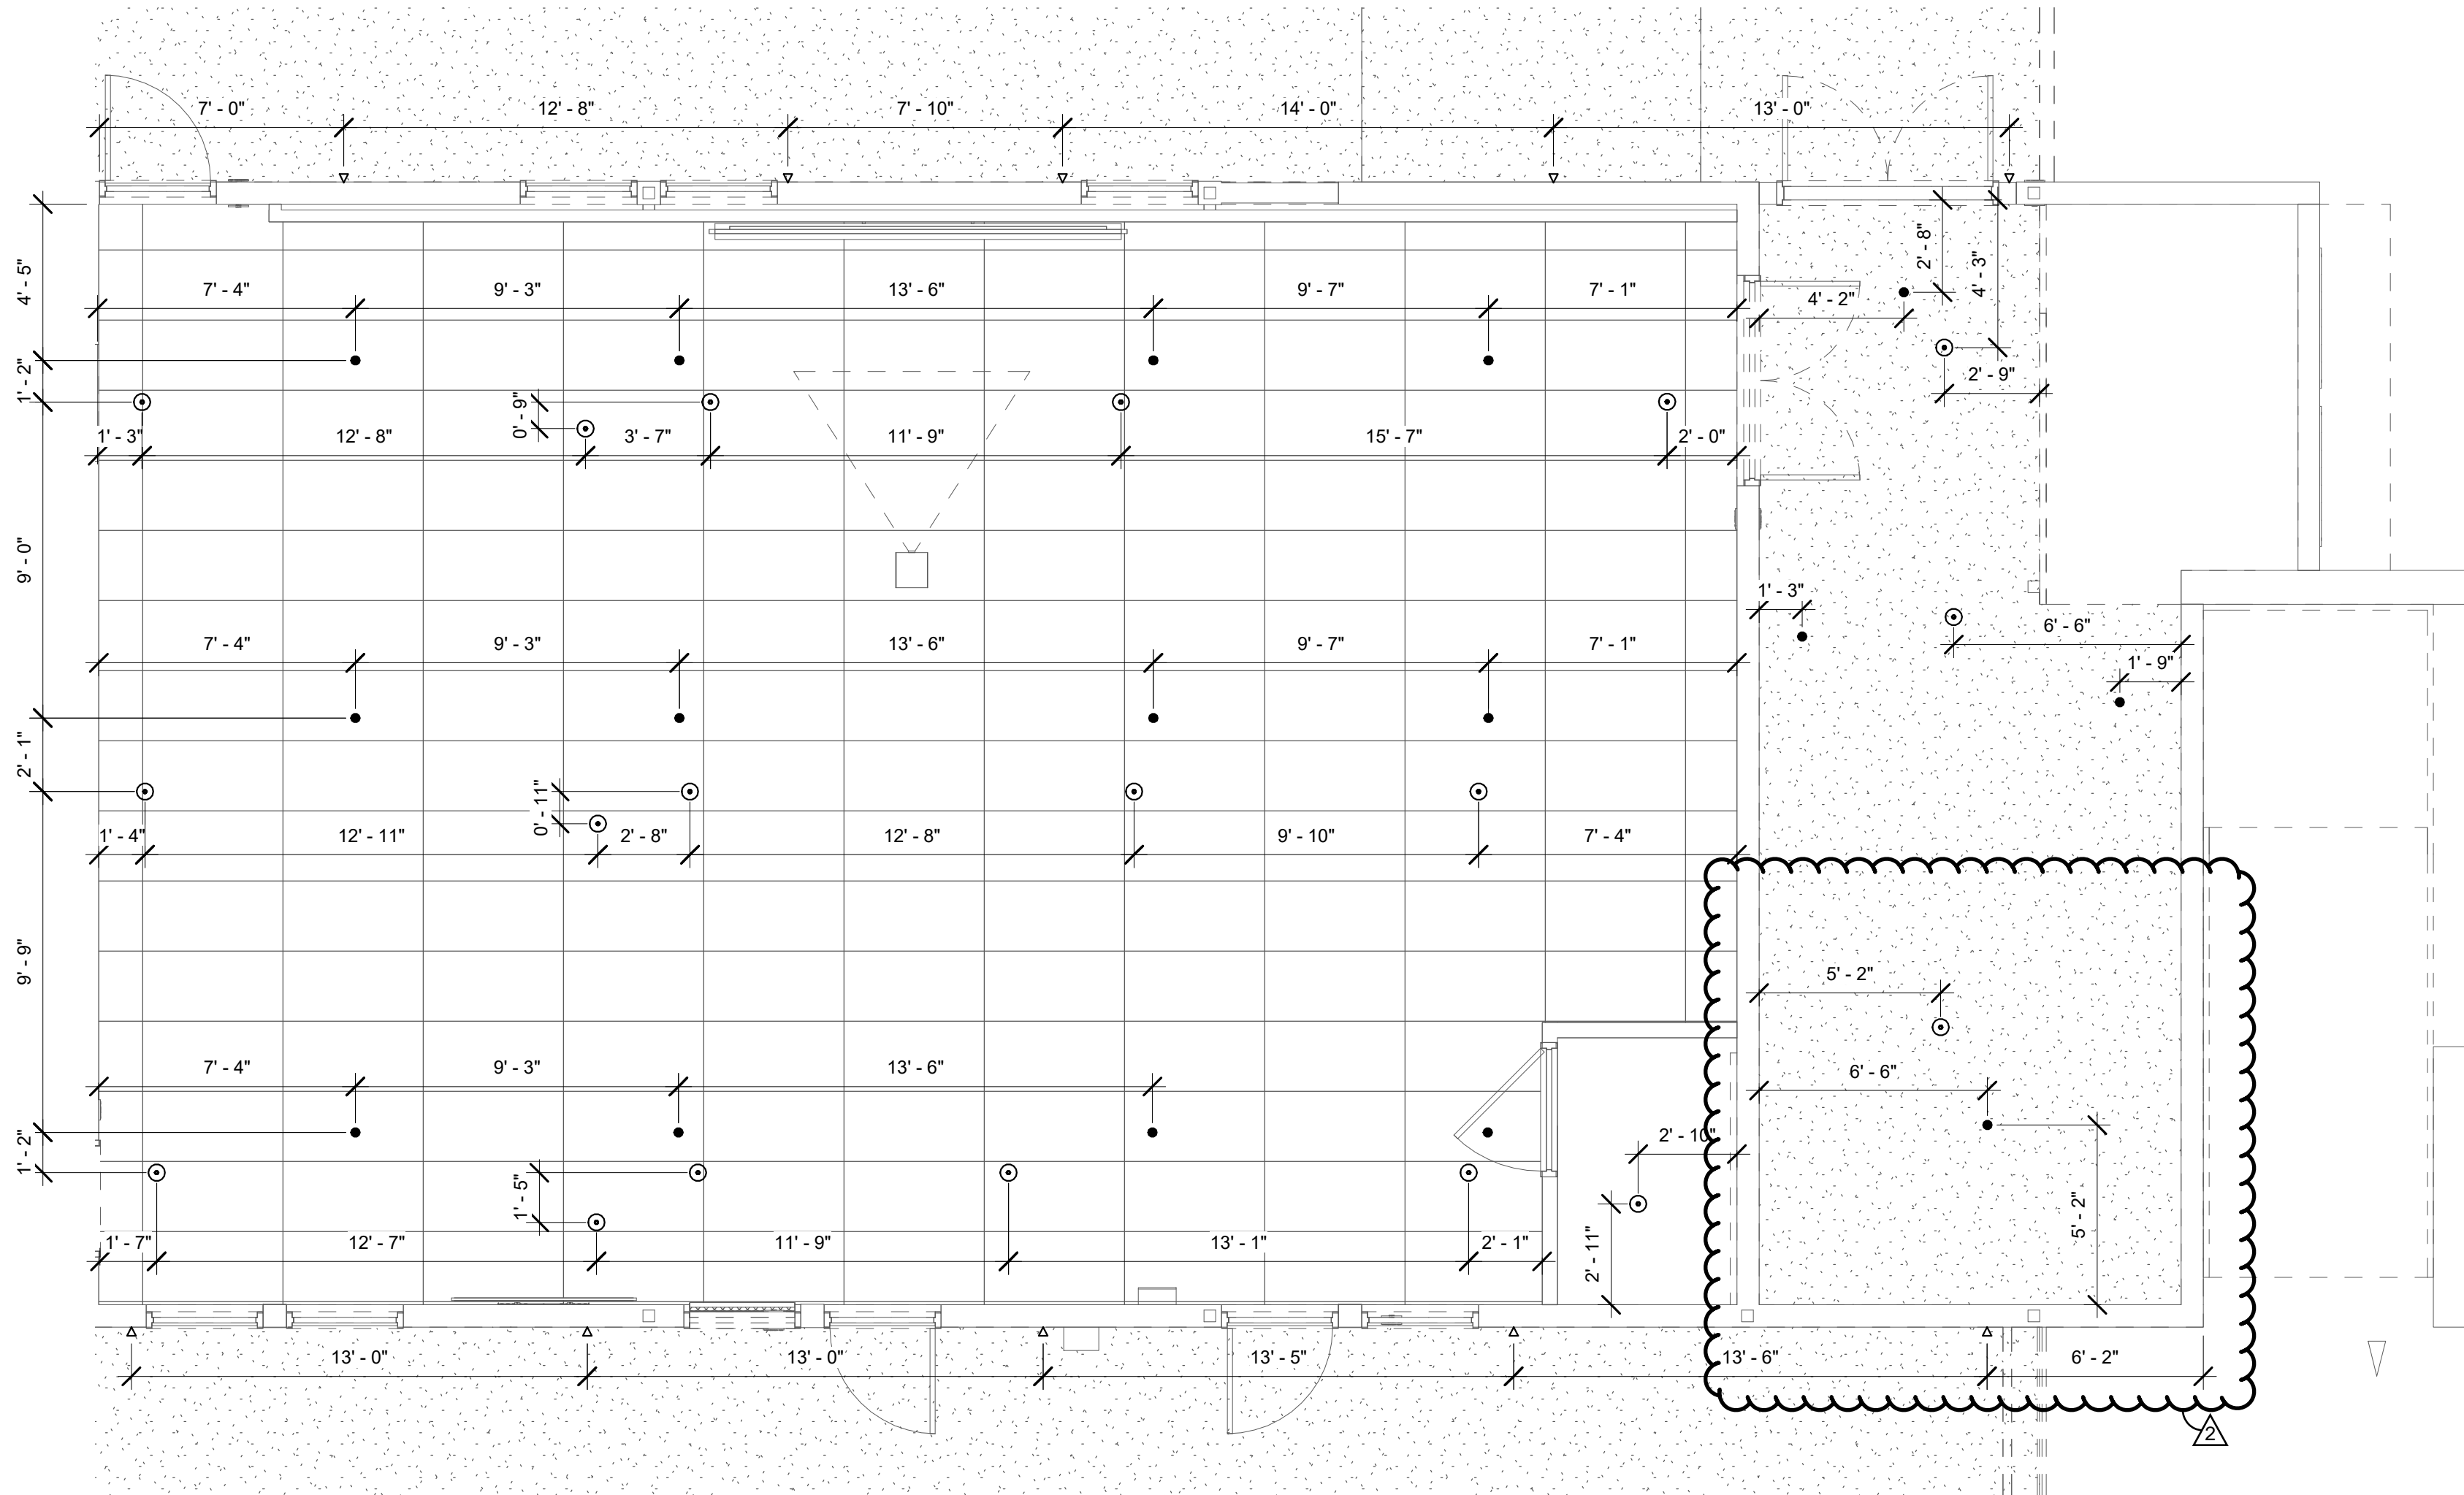 7' - 0" 12' - 8" 7' - 10" 14' - 0" 13' - 0"
2' - 8"
4' - 3"
4' - 5"
7' - 4" 9' - 3" 13' - 6" 9' - 7" 7' - 1"
4' - 2"
1' - 2"
2' - 9"
0' - 9"
1' - 3" 12' - 8" 3' - 7" 11' - 9" 15' - 7" 2' - 0"
9' - 0"
1' - 3"
6' - 6"
7' - 4" 9' - 3" 13' - 6" 9' - 7" 7' - 1"
1' - 9"
2' - 1"
0' - 11"
1' - 4" 12' - 11" 2' - 8" 12' - 8" 9' - 10" 7' - 4"
9' - 9"
5' - 2"
7' - 4" 9' - 3" 13' - 6"
6' - 6"
1' - 2"
2' - 10"
1' - 5"
5' - 2"
1' - 7" 12' - 7" 11' - 9" 13' - 1" 2' - 1"
2' - 11"
13' - 0" 13' - 0" 13' - 5" 13' - 6" 6' - 2"
2